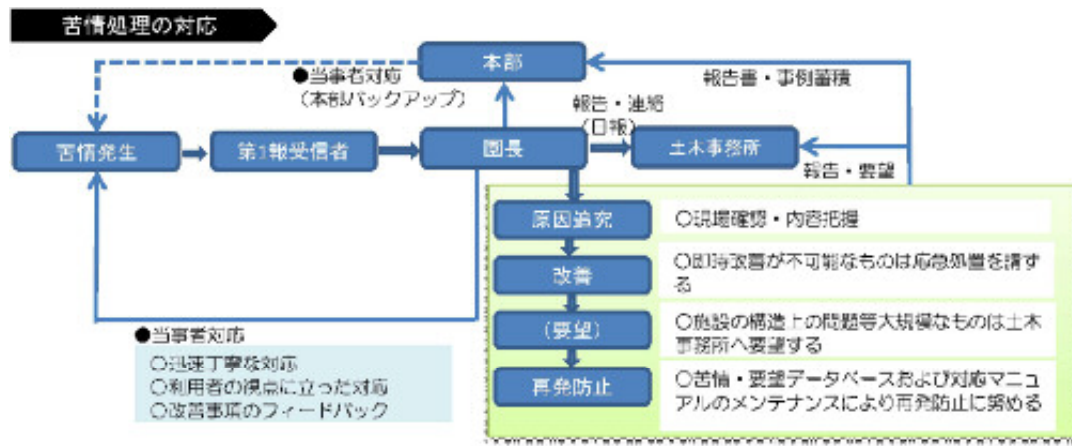 苦情処理の対応
本部
●当事者対応
(本部バックアップ)
報告書・事例蓄積
報告・連絡
(日報)
苦情発生
第1報受信者
園長
土木事務所
報告・要望
原因追究
○現場確認・内容把握
改善
○即時改善が不可能なものは応急処置を講ず
る
(要望)
○施設の構造上の問題等大規模なものは土木
事務所へ要望する
再発防止
○苦情・要望データベースおよび対応マニュ
アルのメンテナンスにより再発防止に努める
●当事者対応
○迅速丁寧な対応
○利用者の視点に立った対応
○改善事項のフィードバック